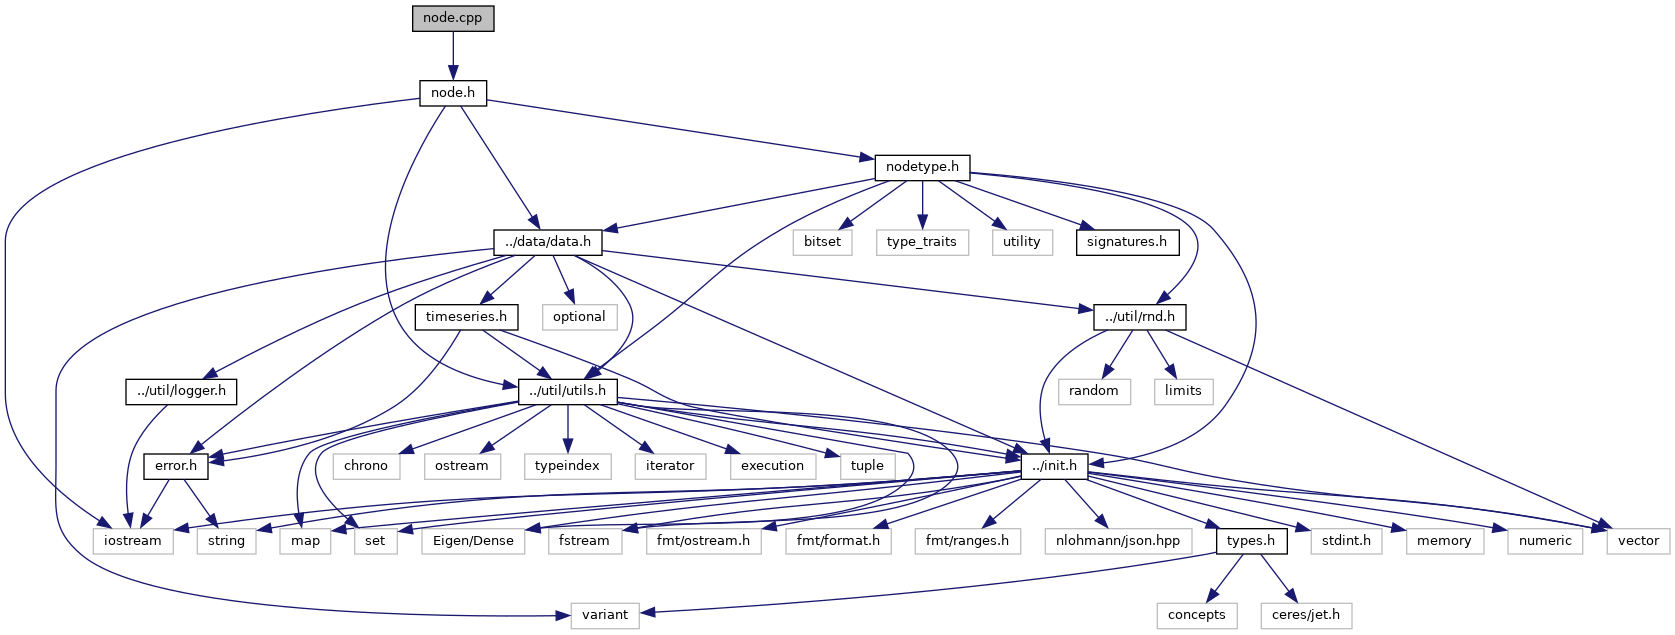 node.cpp
node.h
nodetype.h
../data/data.h
bitset
type_traits
utility
signatures.h
timeseries.h
optional
../util/rnd.h
../util/logger.h
../util/utils.h
random
limits
error.h
chrono
ostream
typeindex
iterator
execution
tuple
../init.h
iostream
string
map
set
Eigen/Dense
fstream
fmt/ostream.h
fmt/format.h
fmt/ranges.h
nlohmann/json.hpp
types.h
stdint.h
memory
numeric
vector
variant
concepts
ceres/jet.h